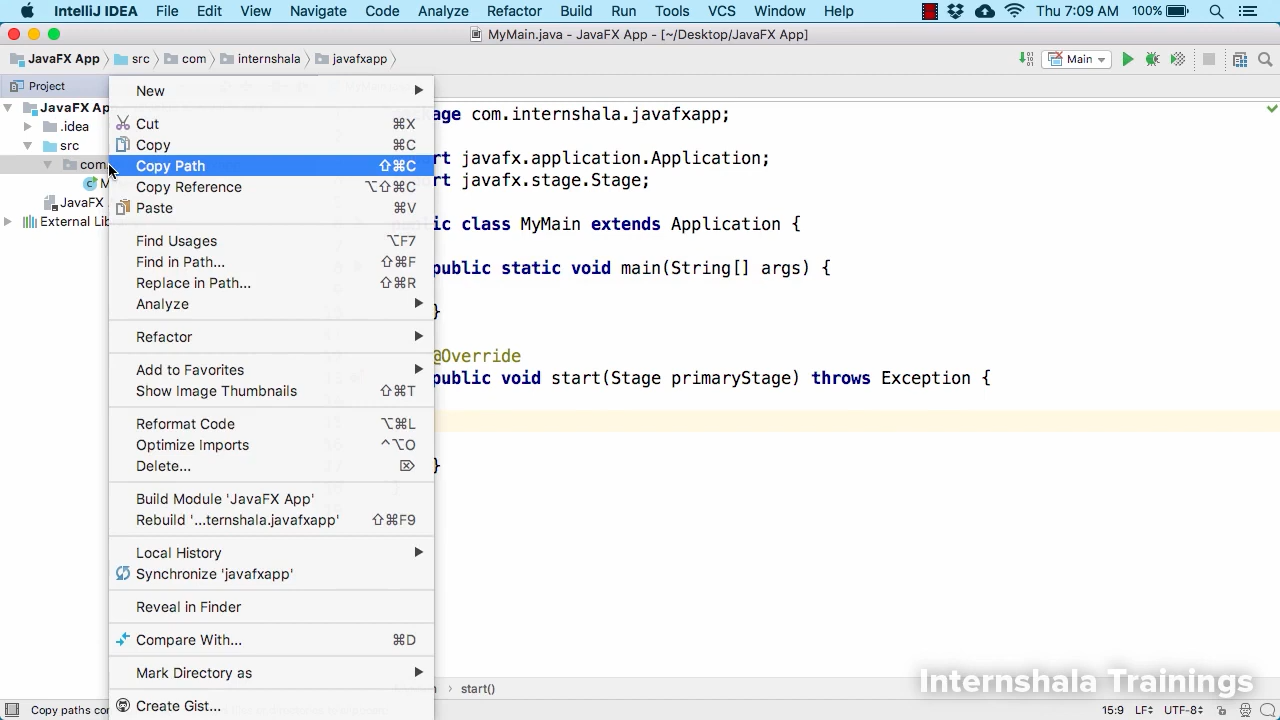 IntelliJ IDEA File Edit View Navigate Code Analyze Refactor Build Run Tools VCS Window Help Thu 7:09 AM 100%
MyMain.java - JavaFX App - [~/Desktop/JavaFX App]
JavaFX App src com internshala javafxapp Main
Project
JavaFX Ap
.idea
src
com
M
JavaFX
External Lib
New
Cut ⌘X
Copy ⌘C
Copy Path ⇧⌘C
Copy Reference ⌥⇧⌘C
Paste ⌘V
Find Usages ⌥F7
Find in Path... ⇧⌘F
Replace in Path... ⇧⌘R
Analyze
Refactor
Add to Favorites
Show Image Thumbnails ⇧⌘T
Reformat Code ⌥⌘L
Optimize Imports ^⌥O
Delete... ⌦
Build Module 'JavaFX App'
Rebuild '...ternshala.javafxapp' ⇧⌘F9
Local History
Synchronize 'javafxapp'
Reveal in Finder
Compare With... ⌘D
Mark Directory as
Create Gist...
age com.internshala.javafxapp;
rt javafx.application.Application;
rt javafx.stage.Stage;
ic class MyMain extends Application {
public static void main(String[] args) {
}
@Override
public void start(Stage primaryStage) throws Exception {
}
start()
Internshala Trainings
Copy paths co
15:9 LF UTF-8